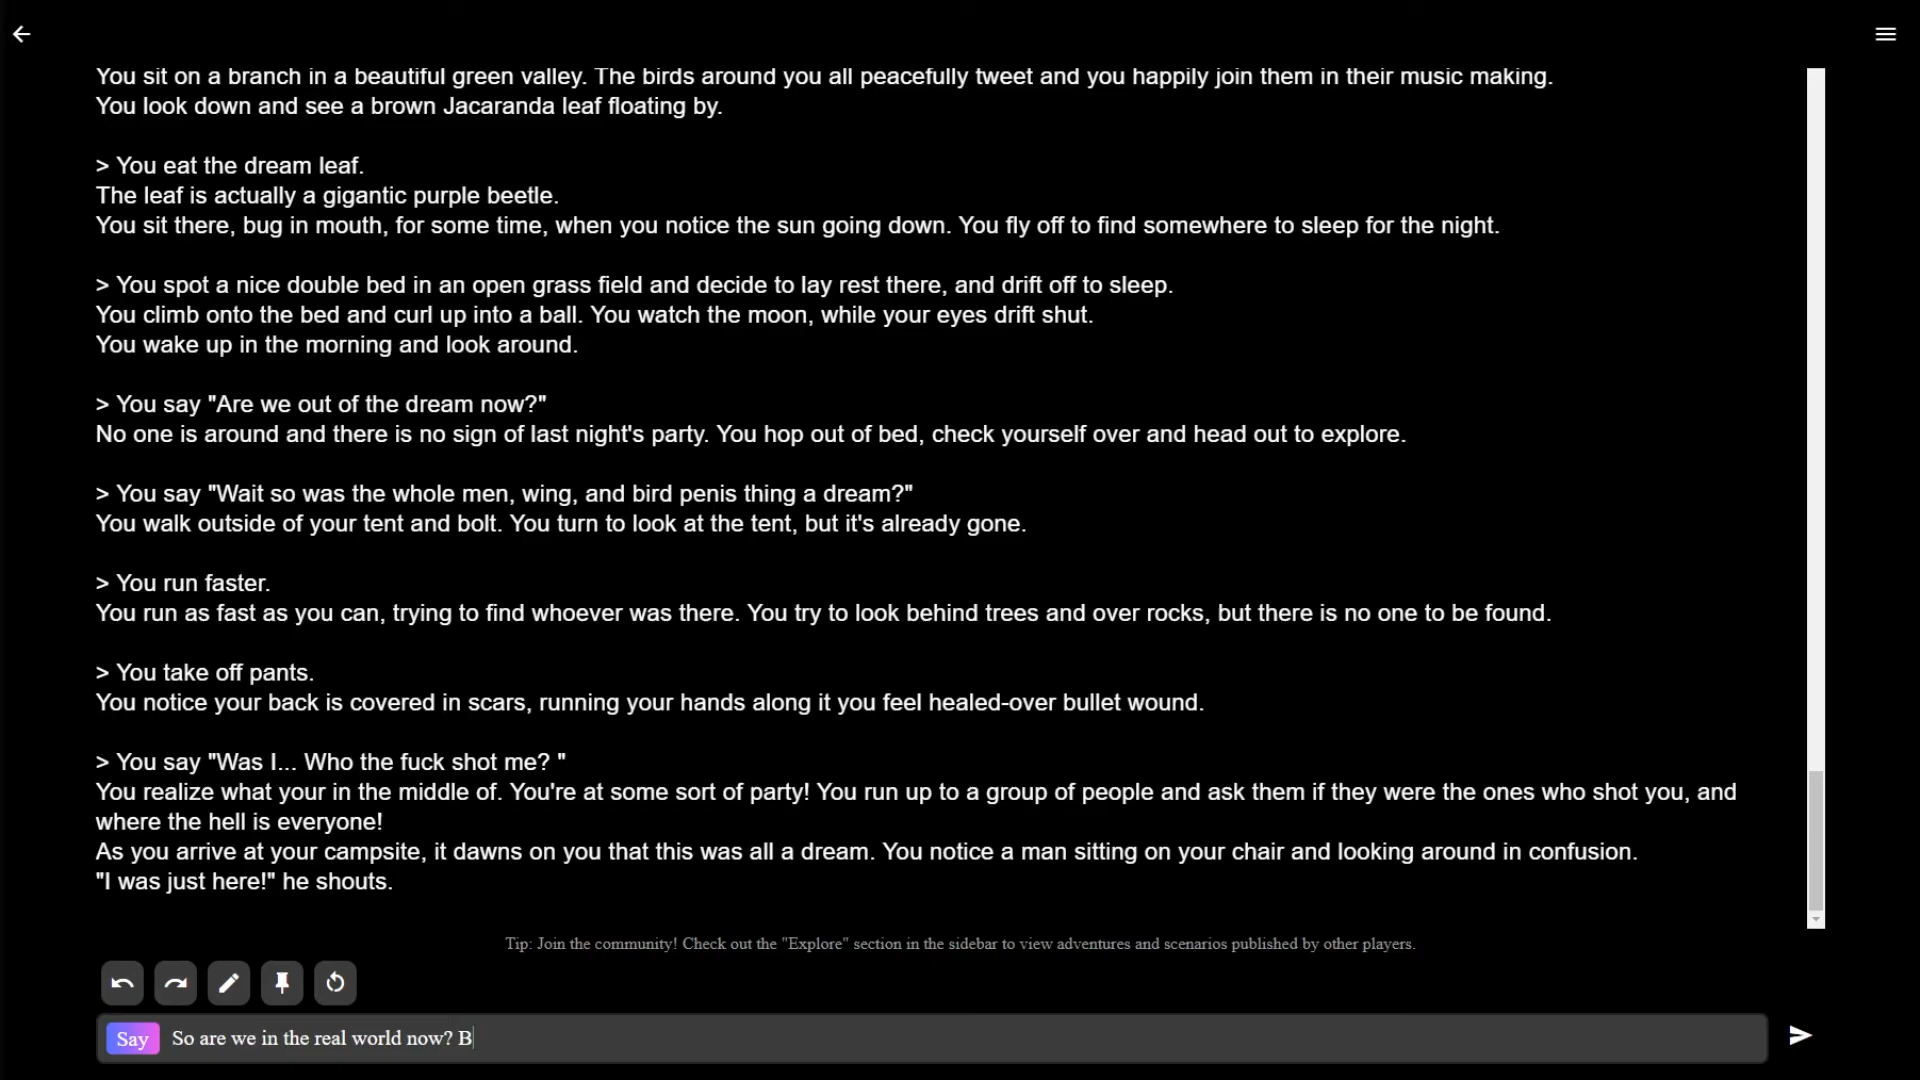 You sit on a branch in a beautiful green valley. The birds around you all peacefully tweet and you happily join them in their music making.
You look down and see a brown Jacaranda leaf floating by.
> You eat the dream leaf.
The leaf is actually a gigantic purple beetle.
You sit there, bug in mouth, for some time, when you notice the sun going down. You fly off to find somewhere to sleep for the night.
> You spot a nice double bed in an open grass field and decide to lay rest there, and drift off to sleep.
You climb onto the bed and curl up into a ball. You watch the moon, while your eyes drift shut.
You wake up in the morning and look around.
> You say "Are we out of the dream now?"
No one is around and there is no sign of last night's party. You hop out of bed, check yourself over and head out to explore.
> You say "Wait so was the whole men, wing, and bird penis thing a dream?"
You walk outside of your tent and bolt. You turn to look at the tent, but it's already gone.
> You run faster.
You run as fast as you can, trying to find whoever was there. You try to look behind trees and over rocks, but there is no one to be found.
> You take off pants.
You notice your back is covered in scars, running your hands along it you feel healed-over bullet wound.
> You say "Was I... Who the fuck shot me? "
You realize what your in the middle of. You're at some sort of party! You run up to a group of people and ask them if they were the ones who shot you, and
where the hell is everyone!
As you arrive at your campsite, it dawns on you that this was all a dream. You notice a man sitting on your chair and looking around in confusion.
"I was just here!" he shouts.
Tip: Join the community! Check out the "Explore" section in the sidebar to view adventures and scenarios published by other players.
Say So are we in the real world now? B